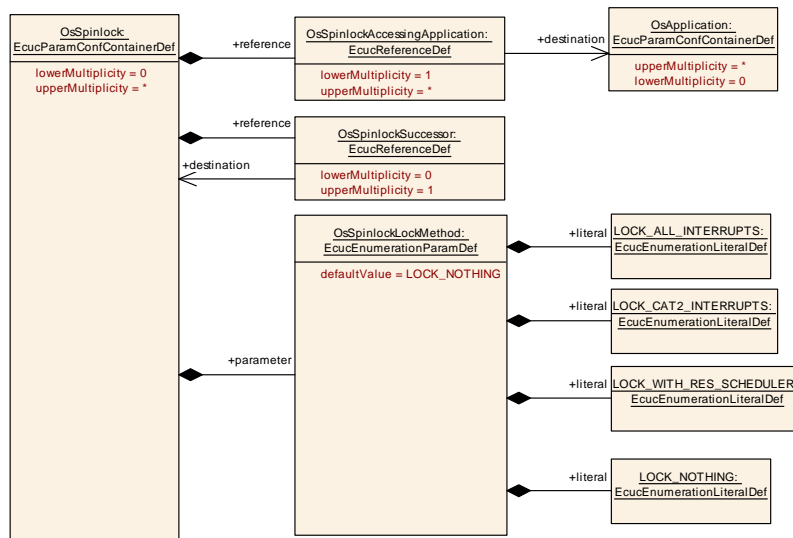 OsSpinlock:
EcucParamConfContainerDef
lowerMultiplicity = 0
upperMultiplicity = *
+reference
OsSpinlockAccessingApplication:
EcucReferenceDef
lowerMultiplicity = 1
upperMultiplicity = *
+destination
OsApplication:
EcucParamConfContainerDef
upperMultiplicity = *
lowerMultiplicity = 0
+reference
+destination
OsSpinlockSuccessor:
EcucReferenceDef
lowerMultiplicity = 0
upperMultiplicity = 1
+parameter
OsSpinlockLockMethod:
EcucEnumerationParamDef
defaultValue = LOCK_NOTHING
+literal
LOCK_ALL_INTERRUPTS:
EcucEnumerationLiteralDef
+literal
LOCK_CAT2_INTERRUPTS:
EcucEnumerationLiteralDef
+literal
LOCK_WITH_RES_SCHEDULER
EcucEnumerationLiteralDef
+literal
LOCK_NOTHING:
EcucEnumerationLiteralDef